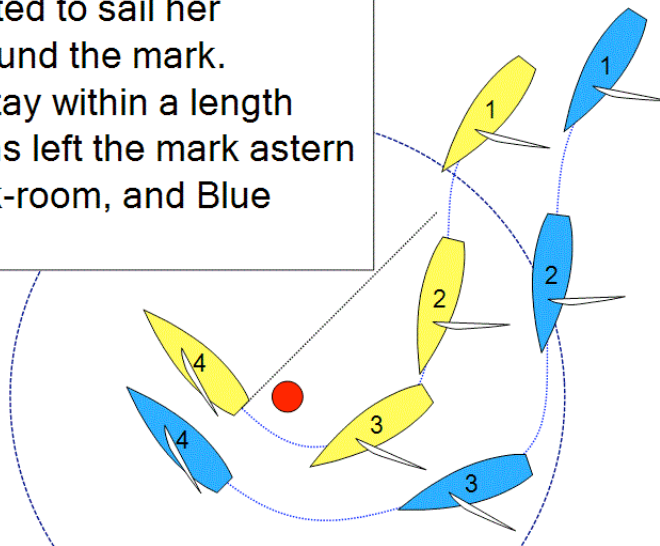 ted to sail her
und the mark.
tay within a length
s left the mark astern
-room, and Blue
1
1
2
2
4
3
4
3